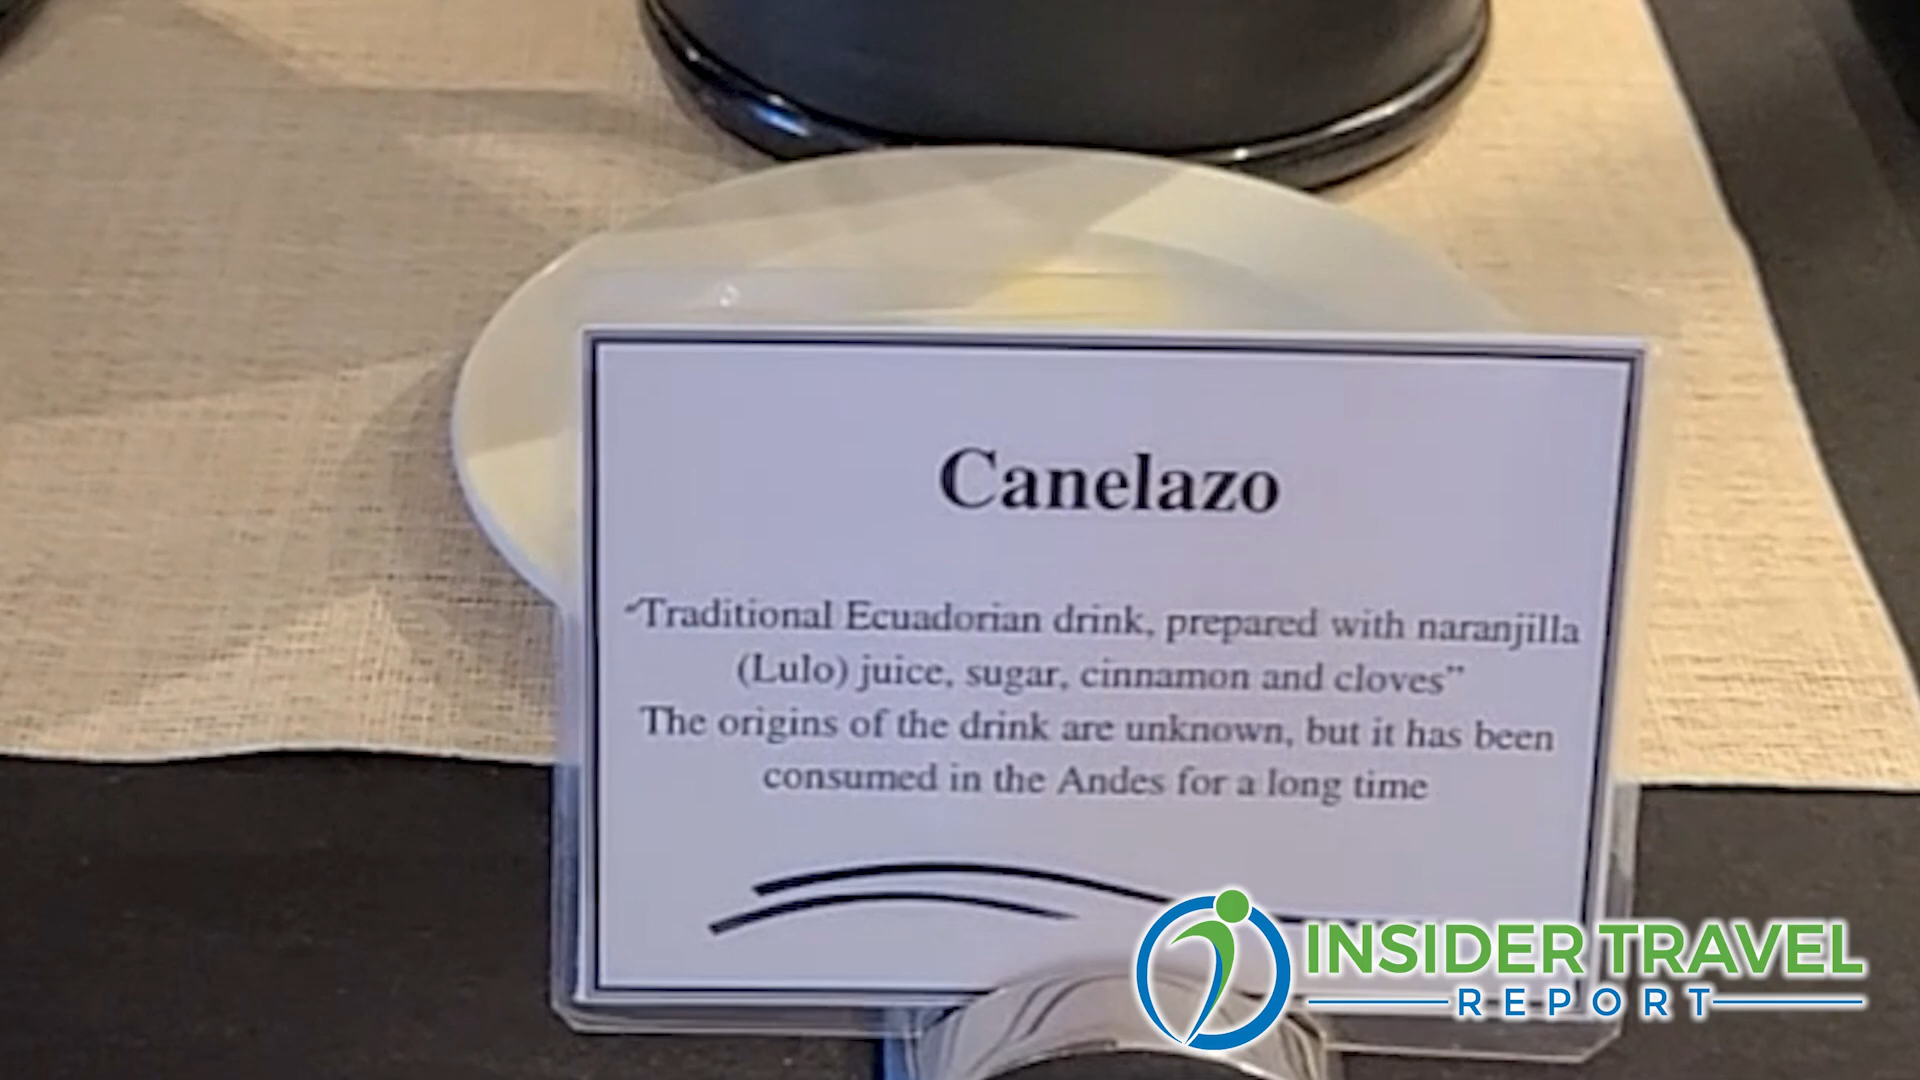 Canelazo
“Traditional Ecuadorian drink, prepared with naranjilla
(Lulo) juice, sugar, cinnamon and cloves”
The origins of the drink are unknown, but it has been
consumed in the Andes for a long time
INSIDER TRAVEL
REPORT